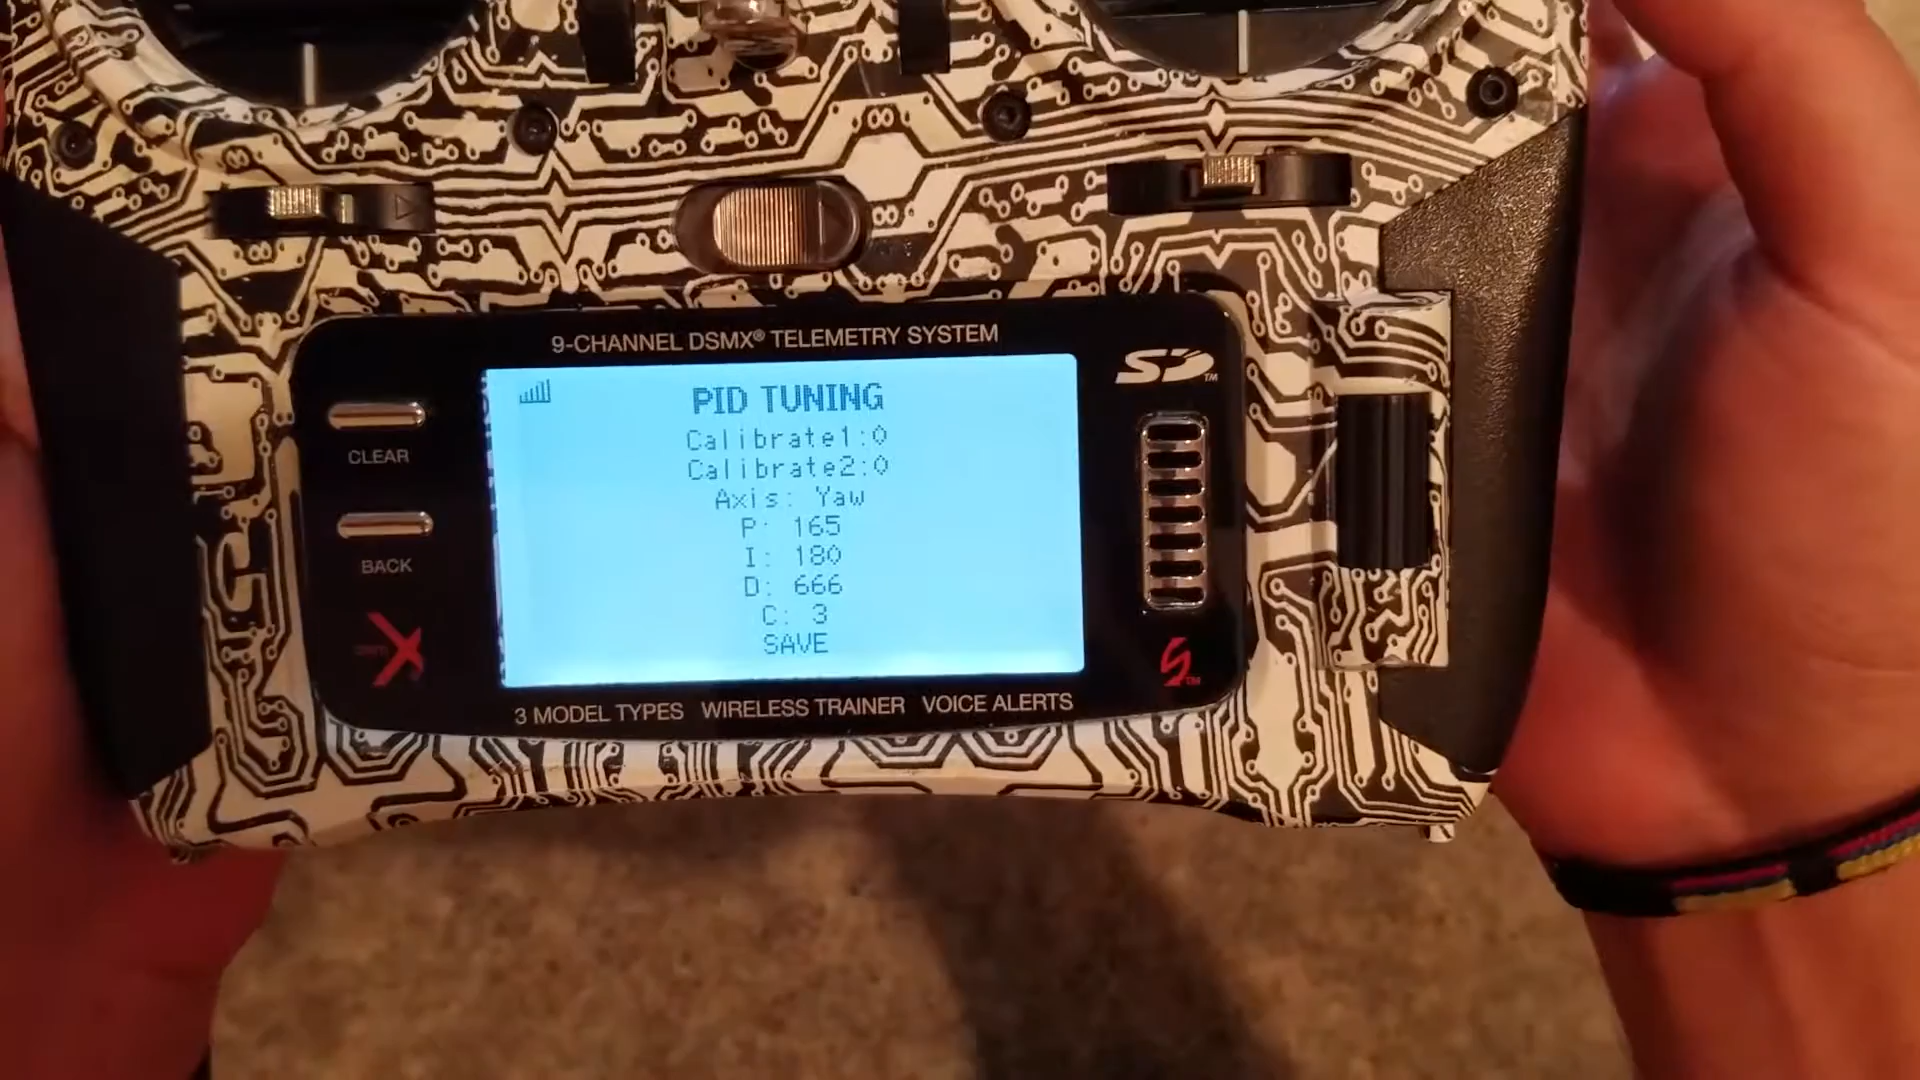 9-CHANNEL DSMX® TELEMETRY SYSTEM
SD™
PID TUNING
Calibrate1:0
Calibrate2:0
Axis: Yaw
P: 165
I: 180
D: 666
C: 3
SAVE
CLEAR
BACK
3 MODEL TYPES WIRELESS TRAINER VOICE ALERTS